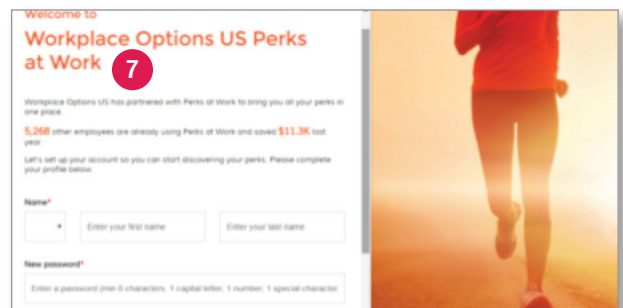 Welcome to
Workplace Options US Perks
at Work
7
Workplace Options US has partnered with Perks at Work to bring you all your perks in
one place.
5,268 other employees are already using Perks at Work and saved $11.3K last
year.
Let's set up your account so you can start discovering your perks. Please complete
your profile below.
Name*
Enter your first name
Enter your last name
New password*
Enter a password (min 6 characters, 1 capital letter, 1 number, 1 special character